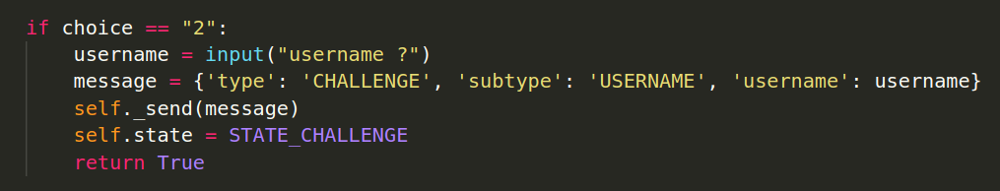 if choice == "2":
    username = input("username ?")
    message = {'type': 'CHALLENGE', 'subtype': 'USERNAME', 'username': username}
    self._send(message)
    self.state = STATE_CHALLENGE
    return True